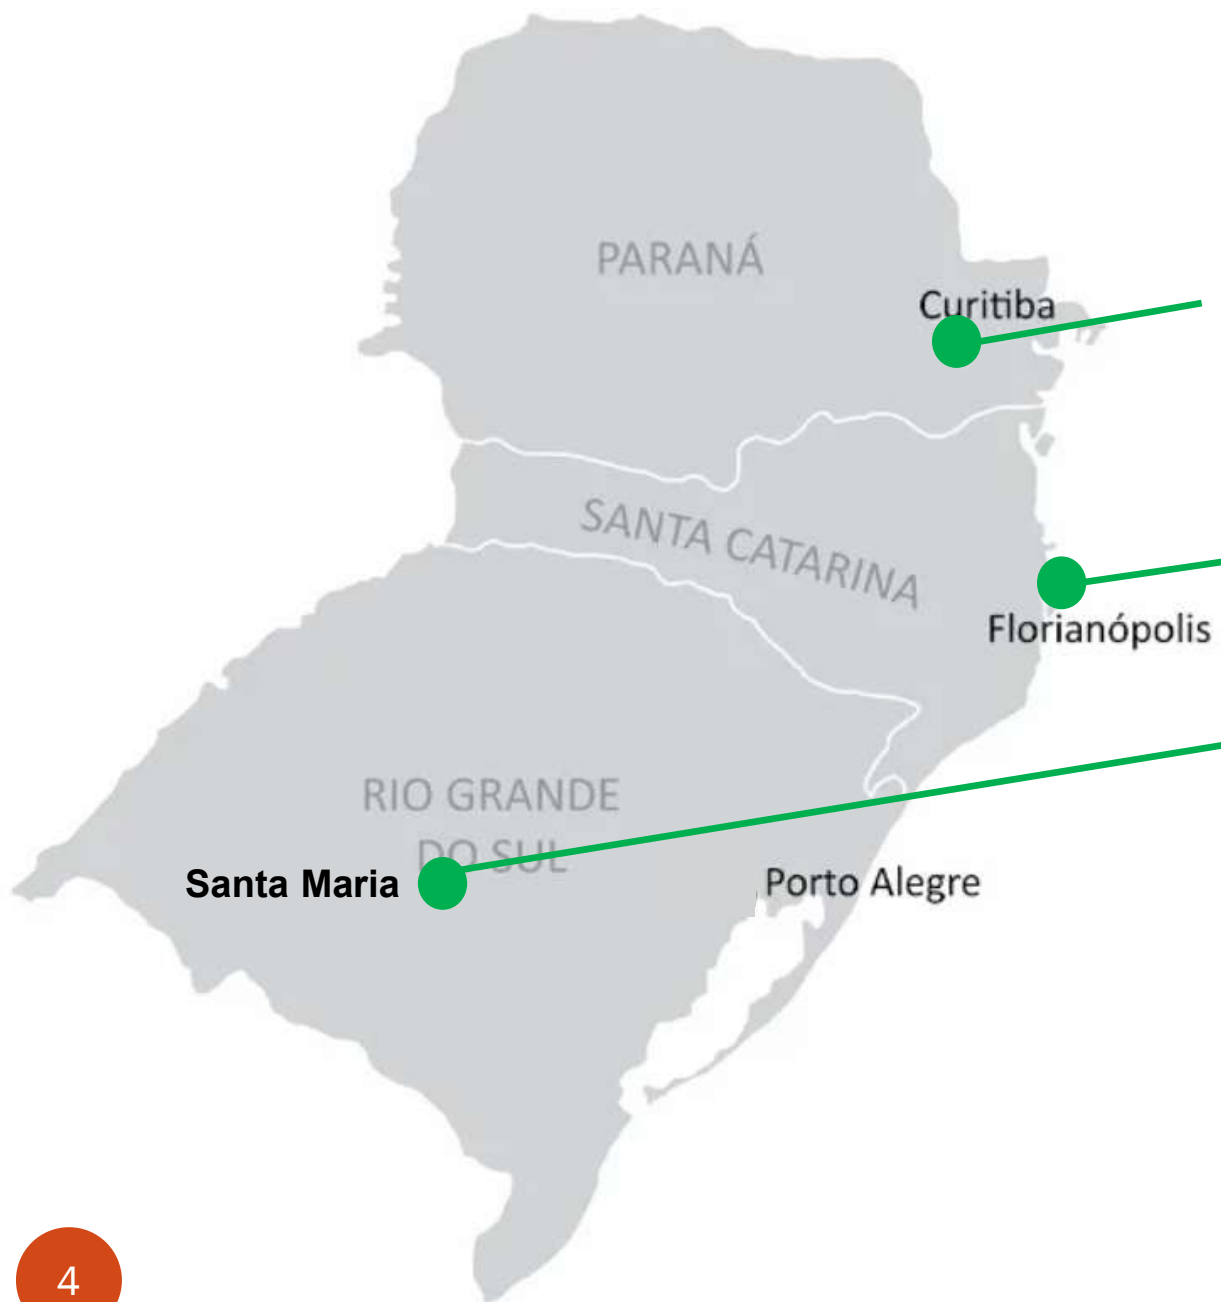 PARANÁ
Curitiba
SANTA CATARINA
Florianópolis
RIO GRANDE
DO SUL
Santa Maria
Porto Alegre
4